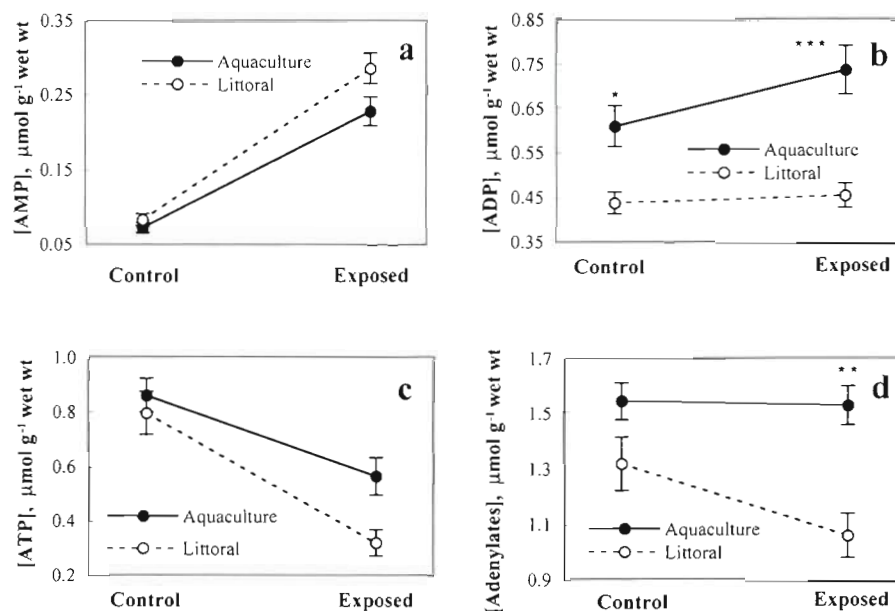 [AMP], μmol g⁻¹ wet wt
0.35
0.25
0.15
0.05
Aquaculture
Littoral
a
Control
Exposed
[ADP], μmol g⁻¹ wet wt
0.85
0.75
0.65
0.55
0.45
0.35
*
***
b
Aquaculture
Littoral
Control
Exposed
[ATP], μmol g⁻¹ wet wt
1.0
0.8
0.6
0.4
0.2
c
Aquaculture
Littoral
Control
Exposed
[Adenylates], μmol g⁻¹ wet wt
1.7
1.5
1.3
1.1
0.9
**
d
Aquaculture
Littoral
Control
Exposed